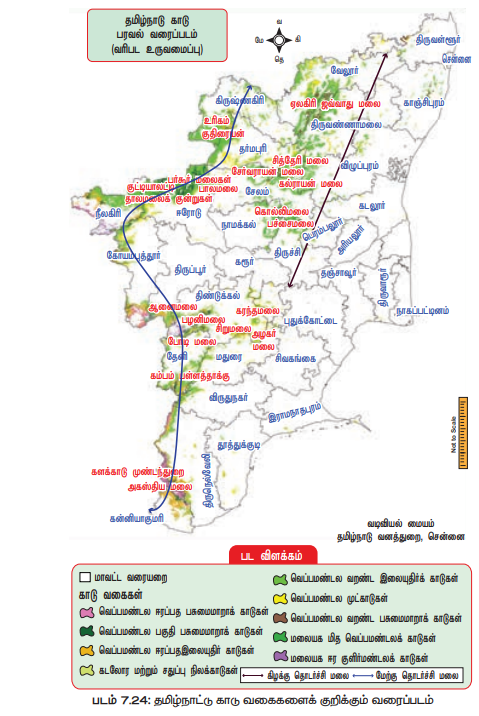 தமிழ்நாடு காடு
பரவல் வரைப்படம்
(வரிபட உருவமைப்பு)
வ
மே கி
தெ
திருவள்ளூர்
சென்னை
வேலூர்
கிருஷ்ணகிரி
ஏலகிரி ஜவ்வாது மலை
காஞ்சிபுரம்
உரிகம்
குதிரையன்
திருவண்ணாமலை
தர்மபுரி
சித்தேரி மலை
விழுப்புரம்
சேர்வராயன் மலை
பர்கூர் மலைகள்
குட்டியாலட்டி
பாலமலை
சேலம்
கல்ராயன் மலை
தாலமலைக் குன்றுகள்
கடலூர்
நீலகிரி
ஈரோடு
கொல்லிமலை
நாமக்கல்
பச்சைமலை
பெரம்பலூர்
அரியலூர்
கோயம்புத்தூர்
கரூர்
திருச்சி
திருப்பூர்
தஞ்சாவூர்
திருவாரூர்
திண்டுக்கல்
நாகப்பட்டினம்
ஆனைமலை
கரந்தமலை
பழனிமலை
புதுக்கோட்டை
சிறுமலை
அழகர்
மலை
போடி மலை
தேனி
மதுரை
சிவகங்கை
கம்பம் பள்ளத்தாக்கு
விருதுநகர்
இராமநாதபுரம்
தூத்துக்குடி
களக்காடு முண்டந்துறை
அகஸ்திய மலை
திருநெல்வேலி
கன்னியாகுமரி
Not to Scale
வடிவியல் மையம்
தமிழ்நாடு வனத்துறை, சென்னை
பட விளக்கம்
மாவட்ட வரையறை
காடு வகைகள்
வெப்பமண்டல ஈரப்பத பசுமைமாறாக் காடுகள்
வெப்பமண்டல பகுதி பசுமைமாறாக் காடுகள்
வெப்பமண்டல ஈரப்பதஇலையுதிர் காடுகள்
கடலோர மற்றும் சதுப்பு நிலக்காடுகள்
வெப்பமண்டல வறண்ட இலையுதிர்க் காடுகள்
வெப்பமண்டல முட்காடுகள்
வெப்பமண்டல வறண்ட பசுமைமாறாக் காடுகள்
மலையக மித வெப்பமண்டலக் காடுகள்
மலையக ஈர குளிர்மண்டலக் காடுகள்
கிழக்கு தொடர்ச்சி மலை
மேற்கு தொடர்ச்சி மலை
படம் 7.24: தமிழ்நாட்டு காடு வகைகளைக் குறிக்கும் வரைப்படம்